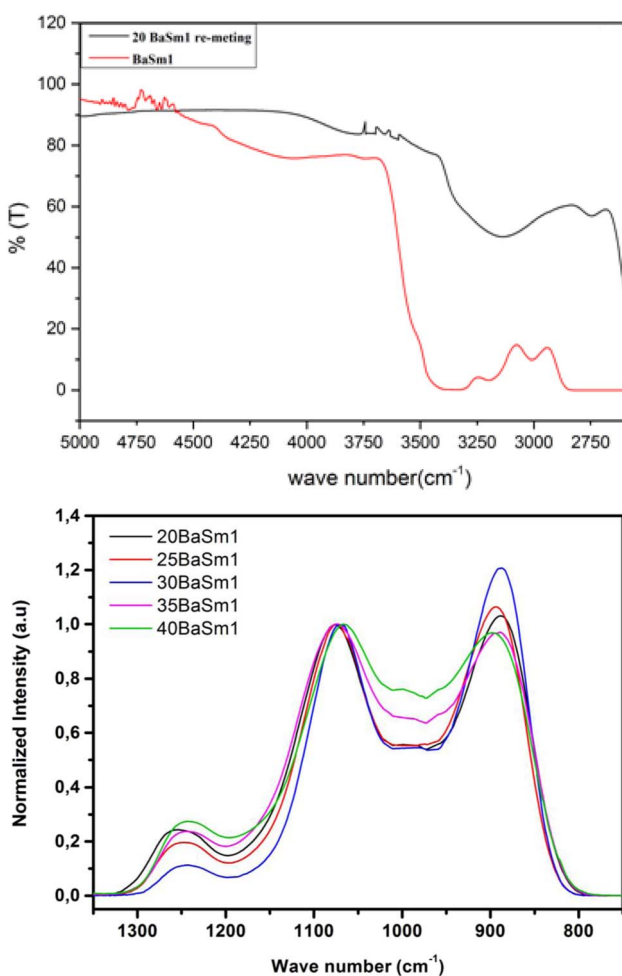 120
20 BaSm1 re-meting
BaSm1
100
80
60
40
20
0
% (T)
5000 4750 4500 4250 4000 3750 3500 3250 3000 2750
wave number(cm-1)
1,4
20BaSm1
25BaSm1
30BaSm1
35BaSm1
40BaSm1
1,2
1,0
0,8
0,6
0,4
0,2
0,0
Normalized Intensity (a.u)
1300 1200 1100 1000 900 800
Wave number (cm-1)